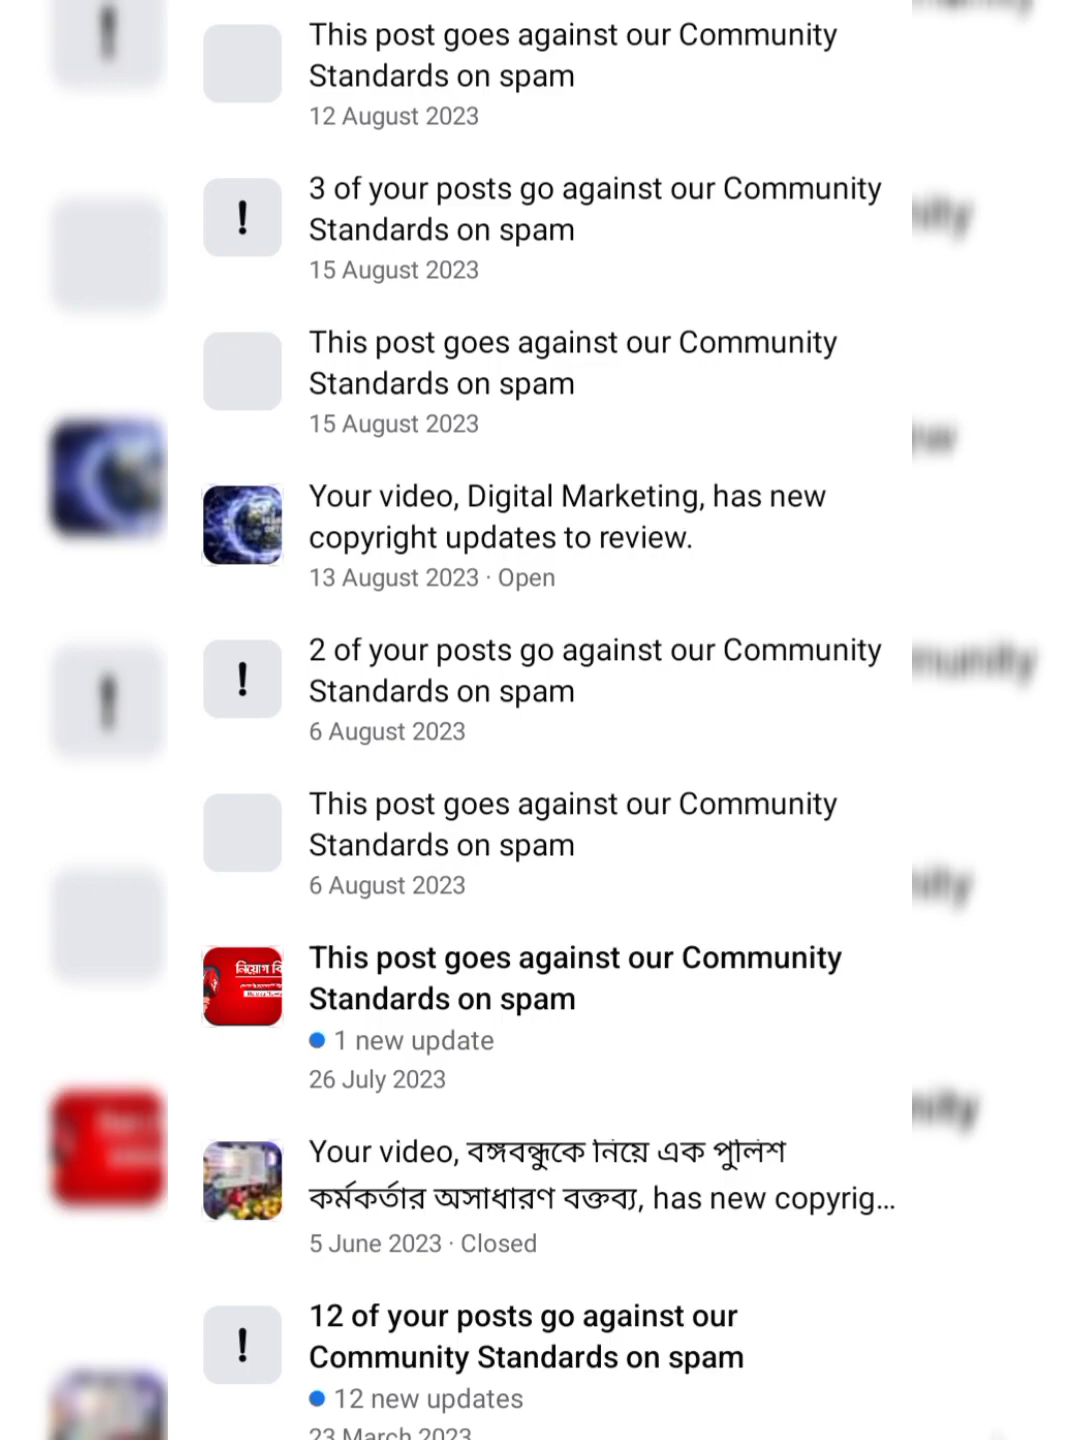 This post goes against our Community
Standards on spam
12 August 2023
3 of your posts go against our Community
Standards on spam
15 August 2023
This post goes against our Community
Standards on spam
15 August 2023
Your video, Digital Marketing, has new
copyright updates to review.
13 August 2023 · Open
2 of your posts go against our Community
Standards on spam
6 August 2023
This post goes against our Community
Standards on spam
6 August 2023
This post goes against our Community
Standards on spam
1 new update
26 July 2023
Your video, বঙ্গবন্ধুকে নিয়ে এক পুলিশ
কর্মকর্তার অসাধারণ বক্তব্য, has new copyrig...
5 June 2023 · Closed
12 of your posts go against our
Community Standards on spam
12 new updates
23 March 2023